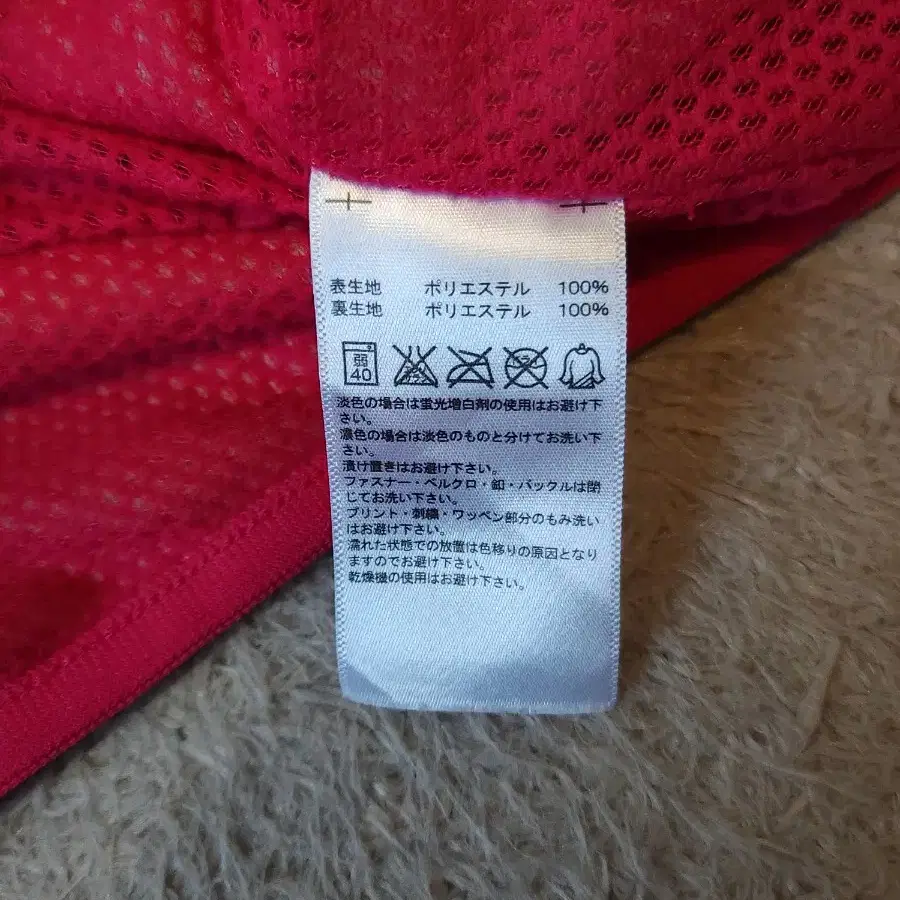 表生地 ポリエステル 100%
裏生地 ポリエステル 100%
弱
40
淡色の場合は蛍光増白剤の使用はお避け下
さい。
濃色の場合は淡色のものと分けてお洗い下
さい。
漬け置きはお避け下さい。
ファスナー・ベルクロ・釦・バックルは閉
じてお洗い下さい。
プリント・刺繍・ワッペン部分のもみ洗い
はお避け下さい。
濡れた状態での放置は色移りの原因となり
ますのでお避け下さい。
乾燥機の使用はお避け下さい。